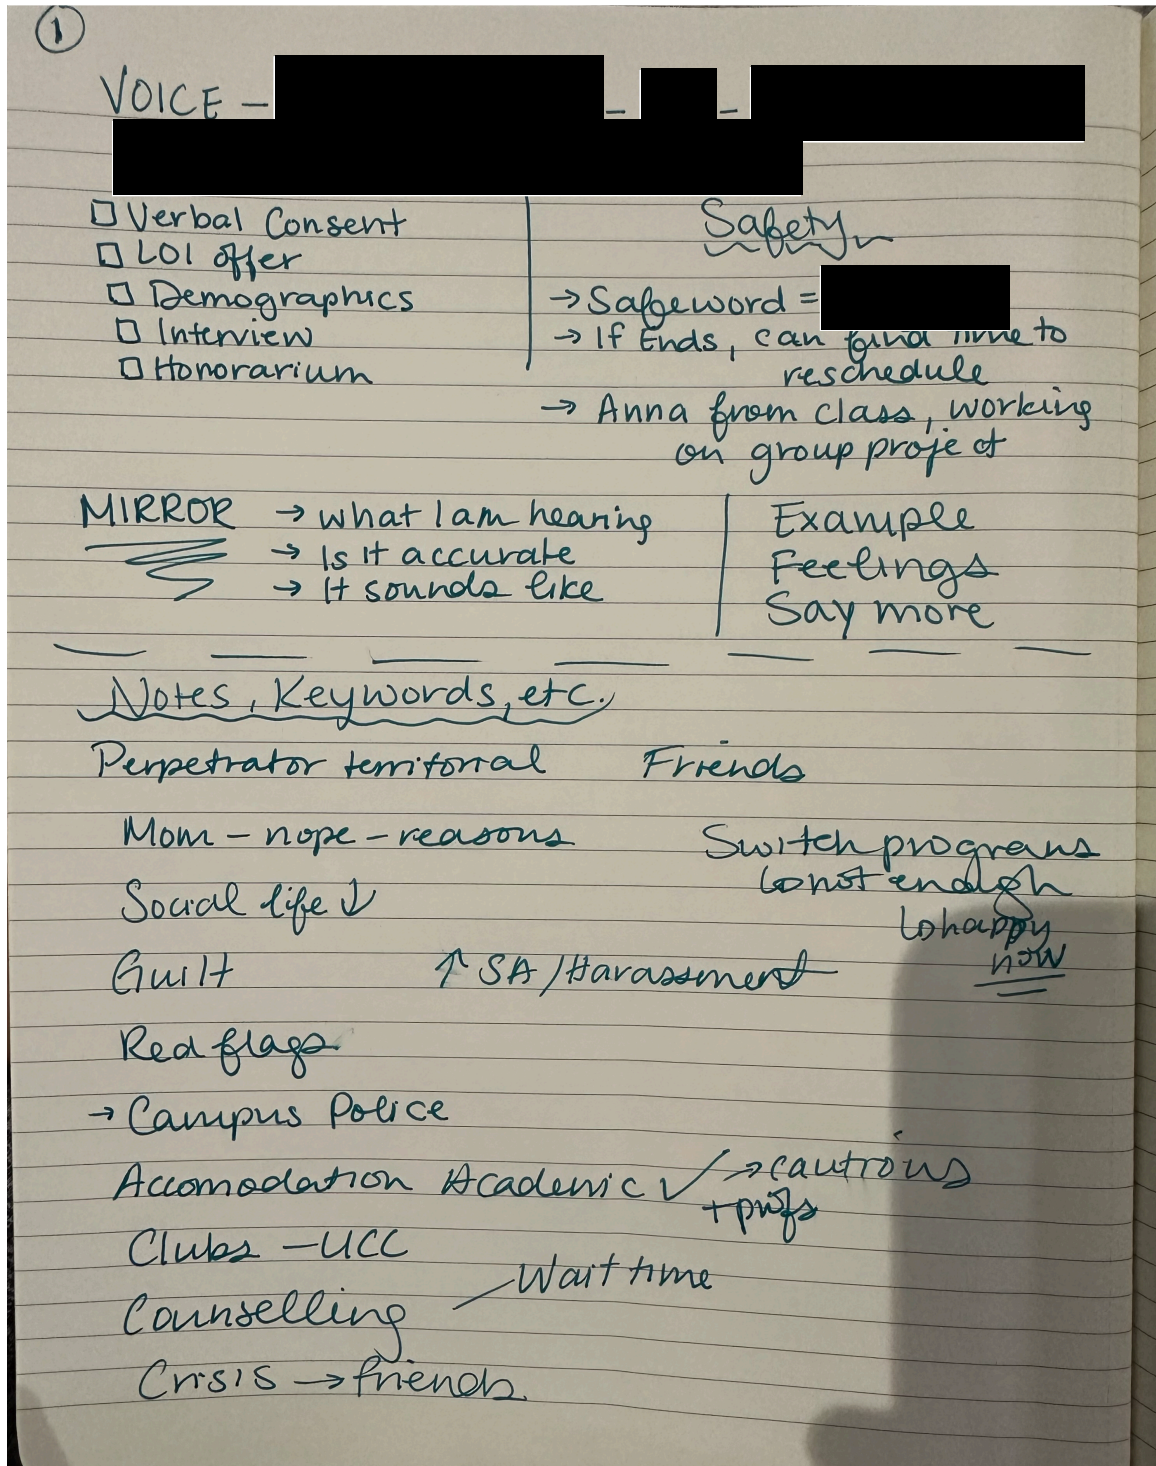 1
VOICE – – –
□ Verbal Consent
□ LOI offer
□ Demographics
□ Interview
□ Honorarium
Safety
→ Safeword =
→ If Ends, can find time to
reschedule
→ Anna from class, working
on group project
MIRROR → what I am hearing
→ Is it accurate
→ It sounds like
Example
Feelings
Say more
Notes, Keywords, etc.
Perpetrator territorial Friends
Mom – nope – reasons
Switch programs
↳ not enough
↳ happy
now
Social life ↓
Guilt ↑ SA / Harassment
Red flags
→ Campus Police
Accomodation Academic ✓ → cautious
+ profs
Clubs – UCC
Counselling – Wait time
Crisis → friends